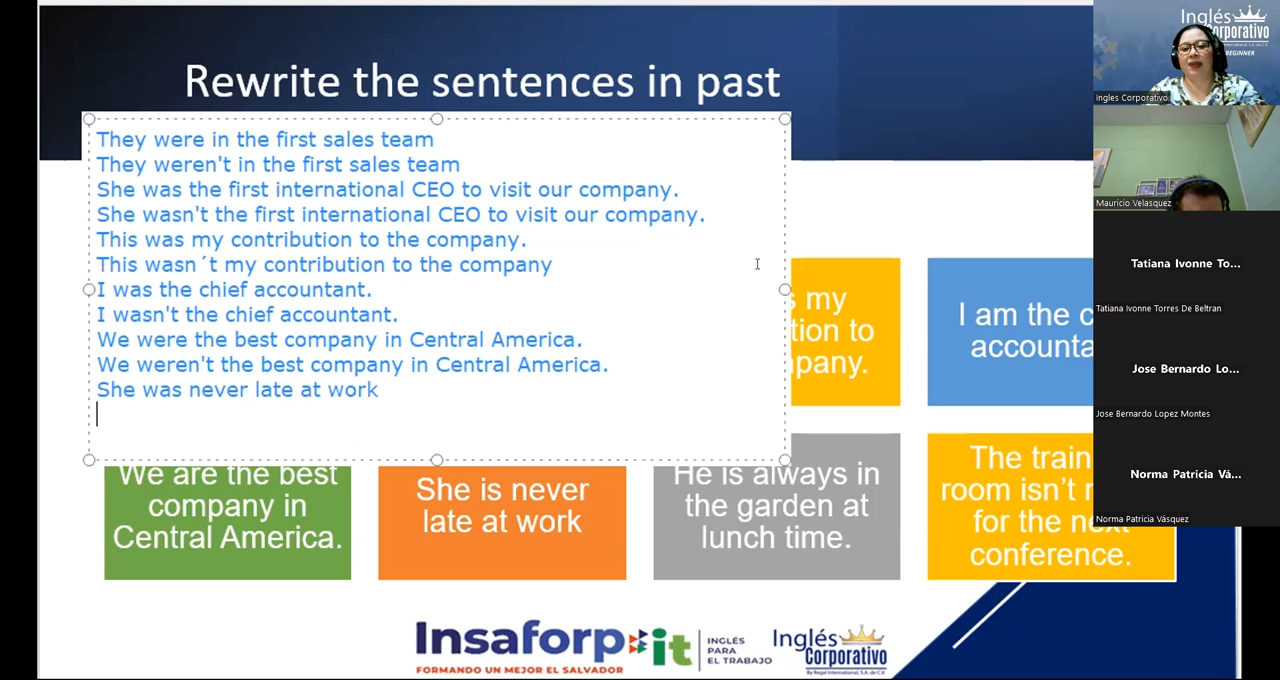 Rewrite the sentences in past
They were in the first sales team
They weren't in the first sales team
She was the first international CEO to visit our company.
She wasn't the first international CEO to visit our company.
This was my contribution to the company.
This wasn´t my contribution to the company
I was the chief accountant.
I wasn't the chief accountant.
We were the best company in Central America.
We weren't the best company in Central America.
She was never late at work
my
I am the
We are the best
company in
Central America.
She is never
late at work
He is always in
the garden at
lunch time.
The
room isn't
for the
conference.
Insaforp it
FORMANDO UN MEJOR EL SALVADOR
INGLÉS
PARA
EL TRABAJO
Inglés
Corporativo
By Regal International, S.A. de C.V.
Inglés
Corporativo
BEGINNER
Ingles Corporativo
Mauricio Velasquez
Tatiana Ivonne To...
Tatiana Ivonne Torres De Beltran
Jose Bernardo Lo...
Jose Bernardo Lopez Montes
Norma Patricia Vá...
Norma Patricia Vásquez